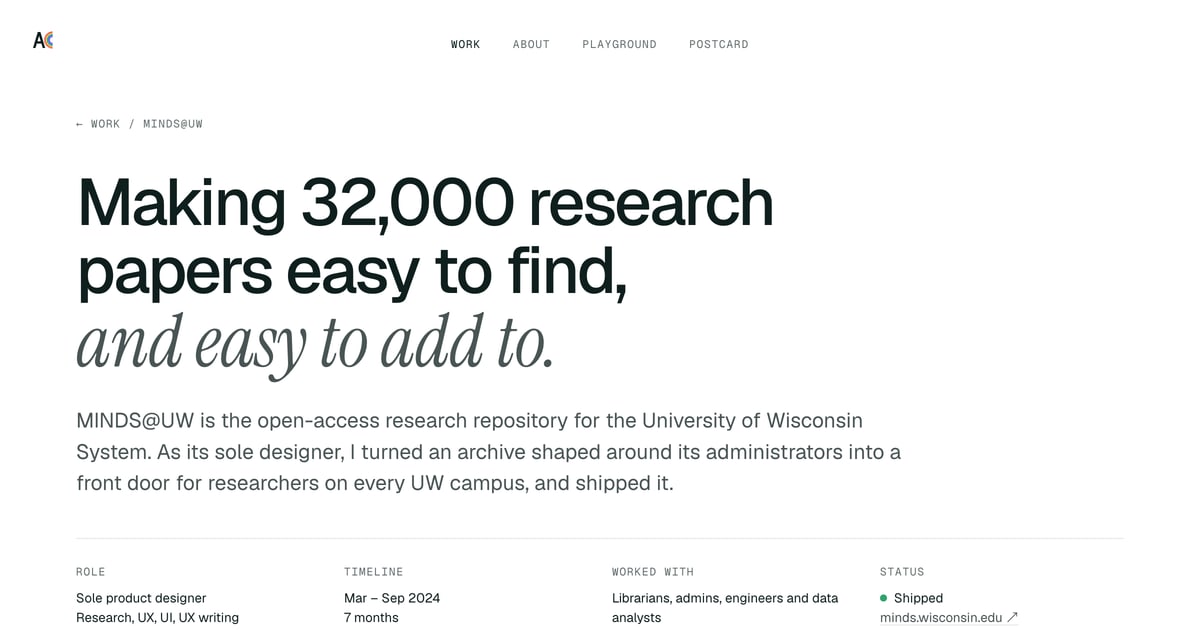 AC
WORK ABOUT PLAYGROUND POSTCARD
← WORK / MINDS@UW
Making 32,000 research
papers easy to find,
and easy to add to.
MINDS@UW is the open-access research repository for the University of Wisconsin
System. As its sole designer, I turned an archive shaped around its administrators into a
front door for researchers on every UW campus, and shipped it.
ROLE
Sole product designer
Research, UX, UI, UX writing
TIMELINE
Mar – Sep 2024
7 months
WORKED WITH
Librarians, admins, engineers and data
analysts
STATUS
Shipped
minds.wisconsin.edu ↗